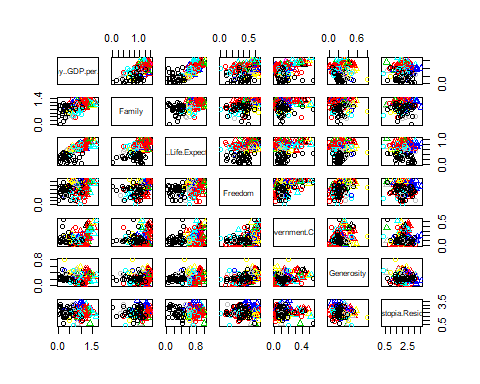 0.0 1.0
0.0 0.5
0.0 0.6
y..GDP.per
0.0
0.0 1.4
Family
..Life.Expec
0.0 1.0
0.0
Freedom
vernment.C
0.0 0.5
0.0 0.8
Generosity
stopia.Resid
0.5 3.5
0.0 1.5
0.0 0.8
0.0 0.4
0.5 2.5